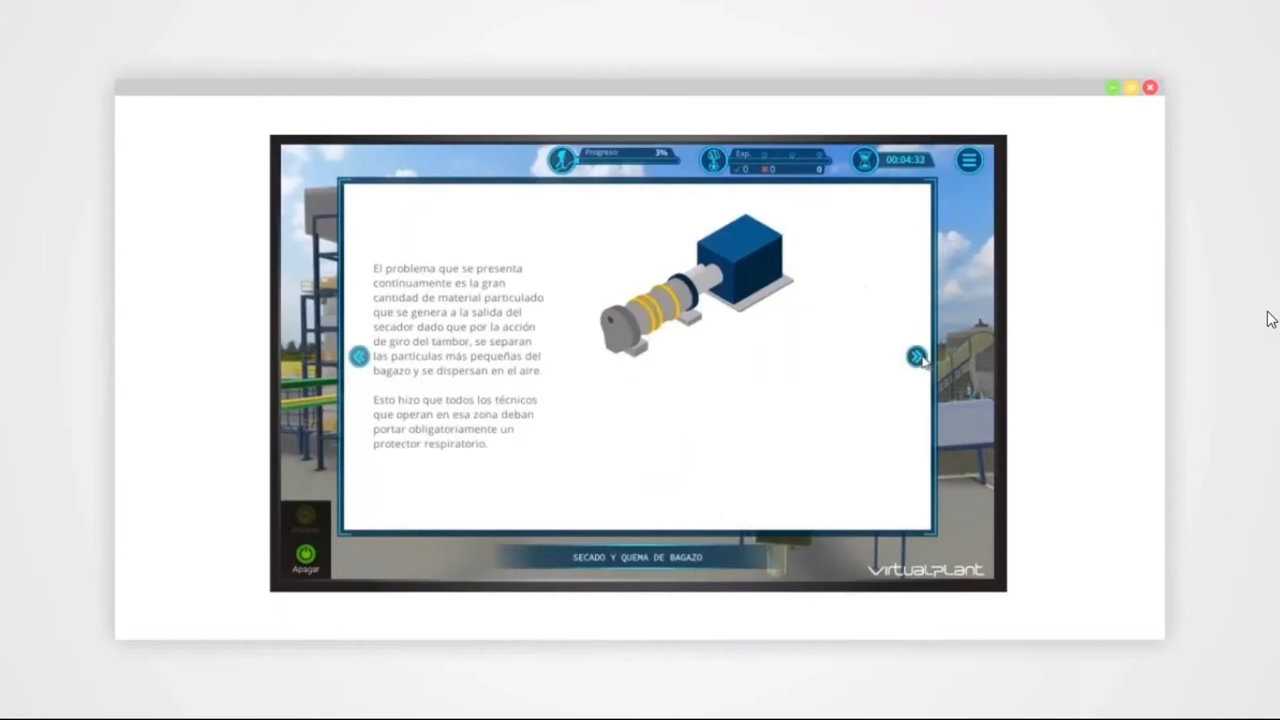 Progreso 3%
Exp.
0 0 0
00:04:33
El problema que se presenta
continuamente es la gran
cantidad de material particulado
que se genera a la salida del
secador dado que por la acción
de giro del tambor, se separan
las partículas más pequeñas del
bagazo y se dispersan en el aire.
Esto hizo que todos los técnicos
que operan en esa zona deban
portar obligatoriamente un
protector respiratorio.
Apagar
SECADO Y QUEMA DE BAGAZO
virtualplant